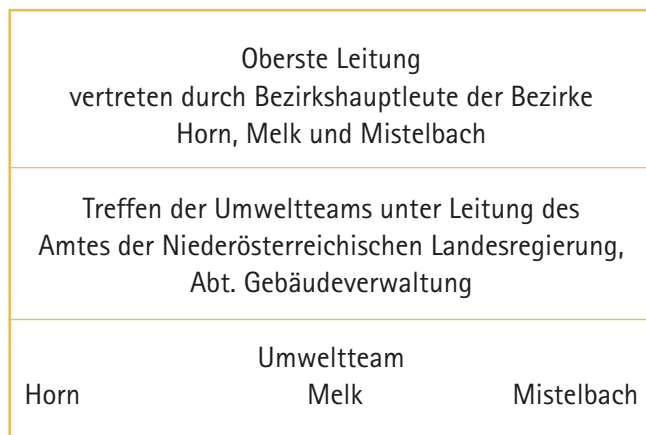 Oberste Leitung
vertreten durch Bezirkshauptleute der Bezirke
Horn, Melk und Mistelbach
Treffen der Umweltteams unter Leitung des
Amtes der Niederösterreichischen Landesregierung,
Abt. Gebäudeverwaltung
Umweltteam
Horn Melk Mistelbach